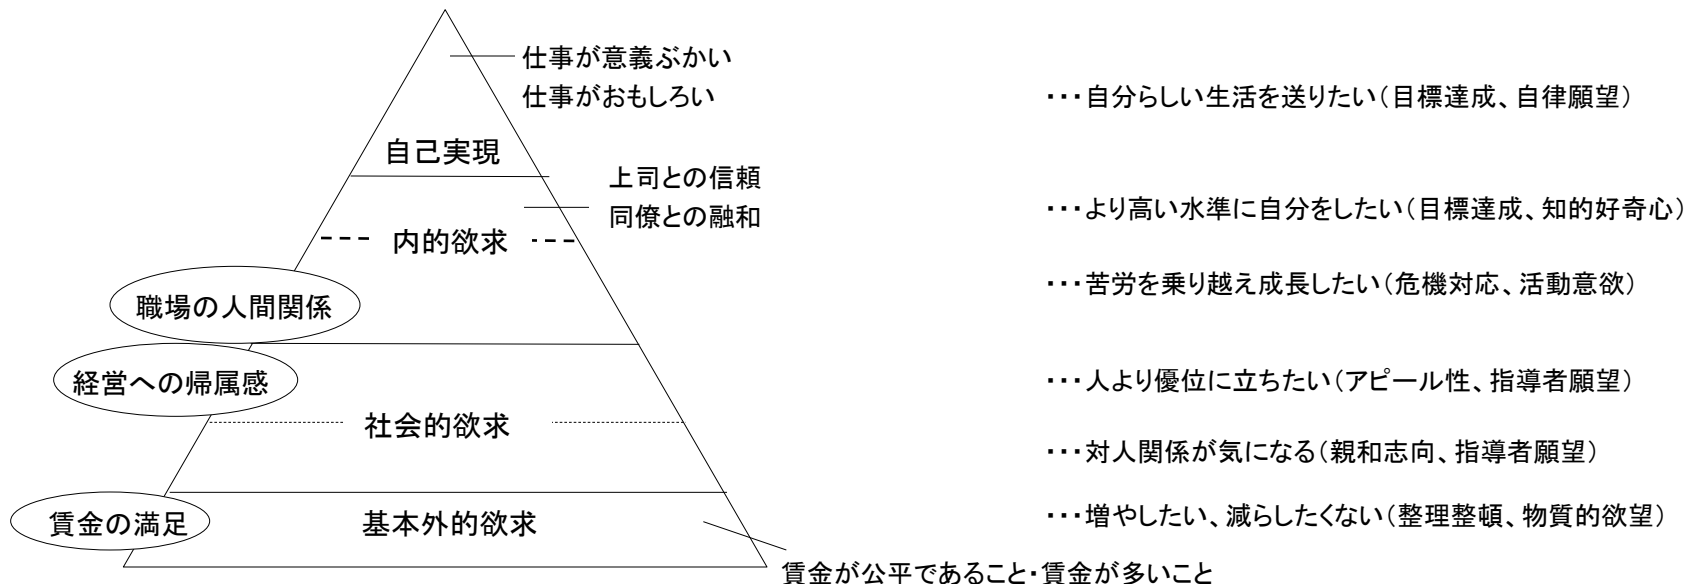 仕事が意義ぶかい
仕事がおもしろい
・・・自分らしい生活を送りたい（目標達成、自律願望）
自己実現
上司との信頼
同僚との融和
・・・より高い水準に自分をしたい（目標達成、知的好奇心）
内的欲求
・・・苦労を乗り越え成長したい（危機対応、活動意欲）
職場の人間関係
経営への帰属感
・・・人より優位に立ちたい（アピール性、指導者願望）
社会的欲求
・・・対人関係が気になる（親和志向、指導者願望）
賃金の満足
基本外的欲求
・・・増やしたい、減らしたくない（整理整頓、物質的欲望）
賃金が公平であること・賃金が多いこと